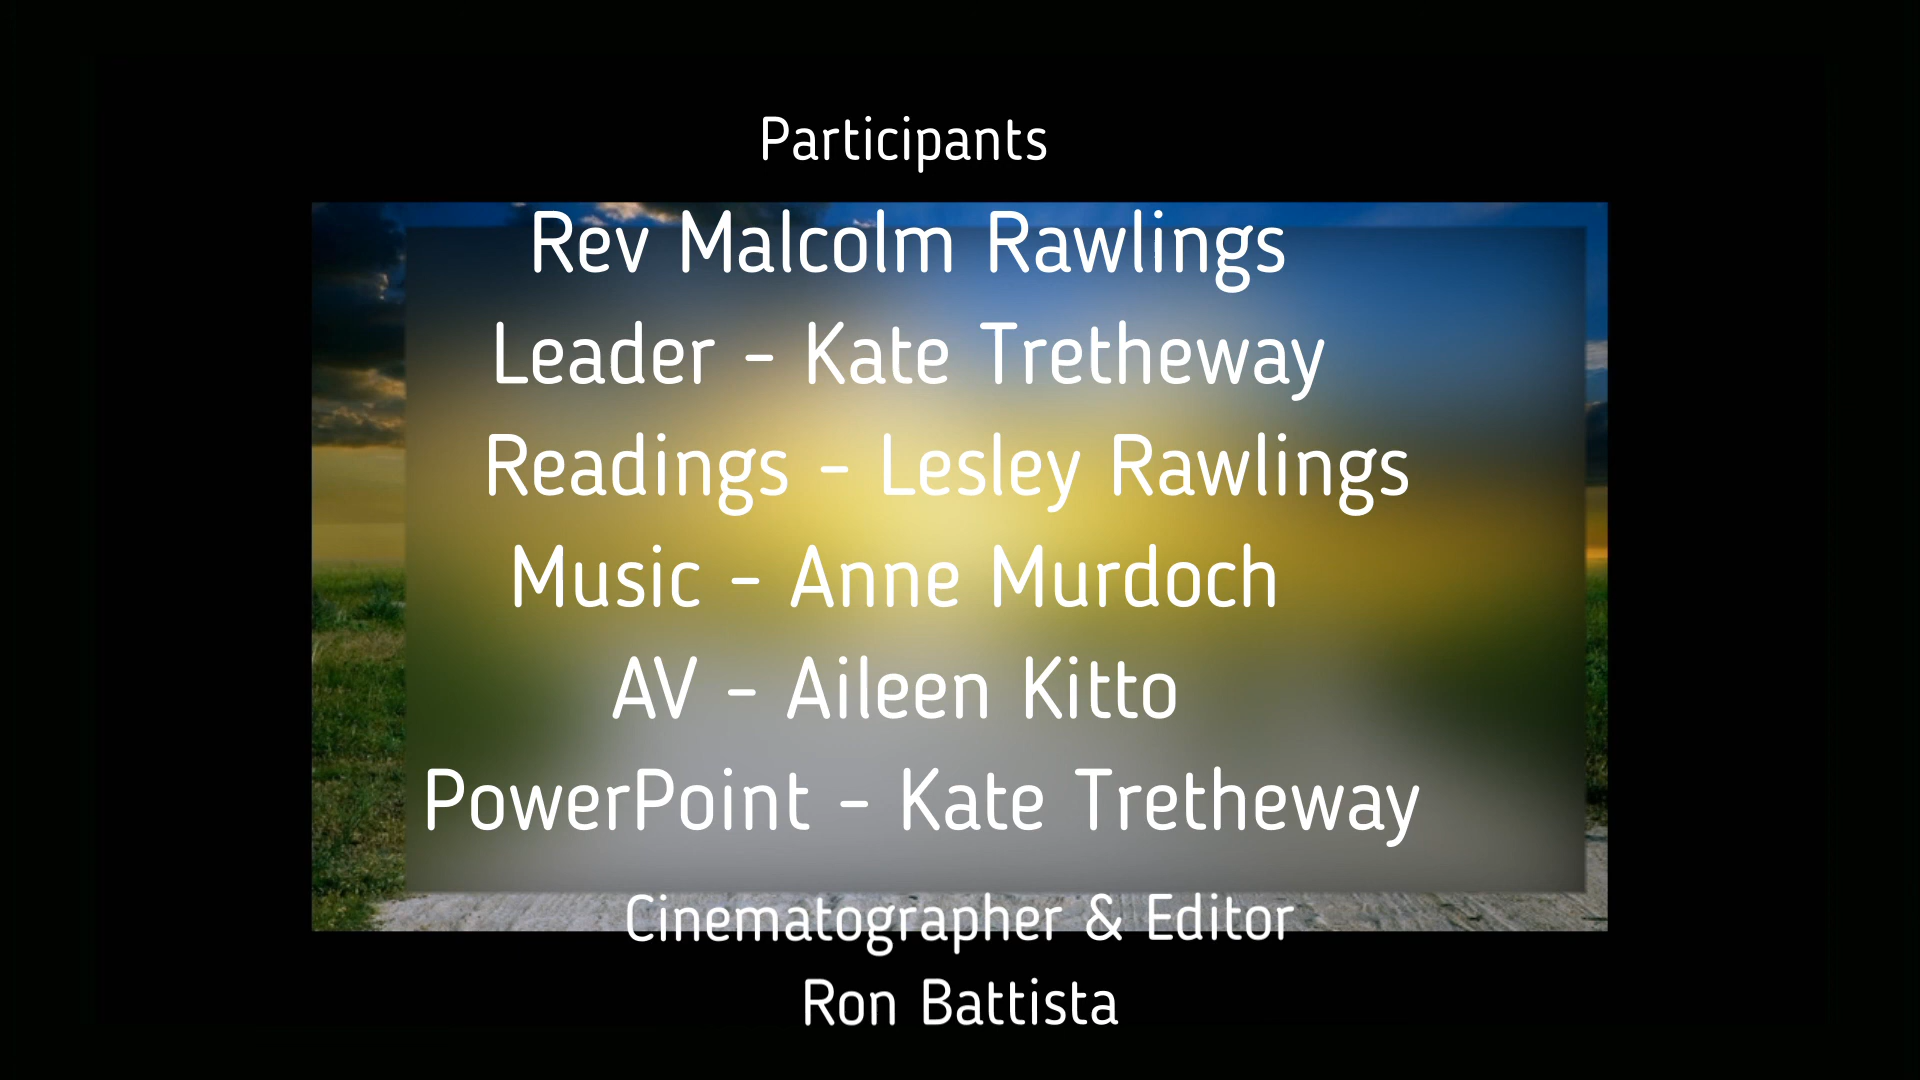 Participants
Rev Malcolm Rawlings
Leader - Kate Tretheway
Readings - Lesley Rawlings
Music - Anne Murdoch
AV - Aileen Kitto
PowerPoint - Kate Tretheway
Cinematographer & Editor
Ron Battista